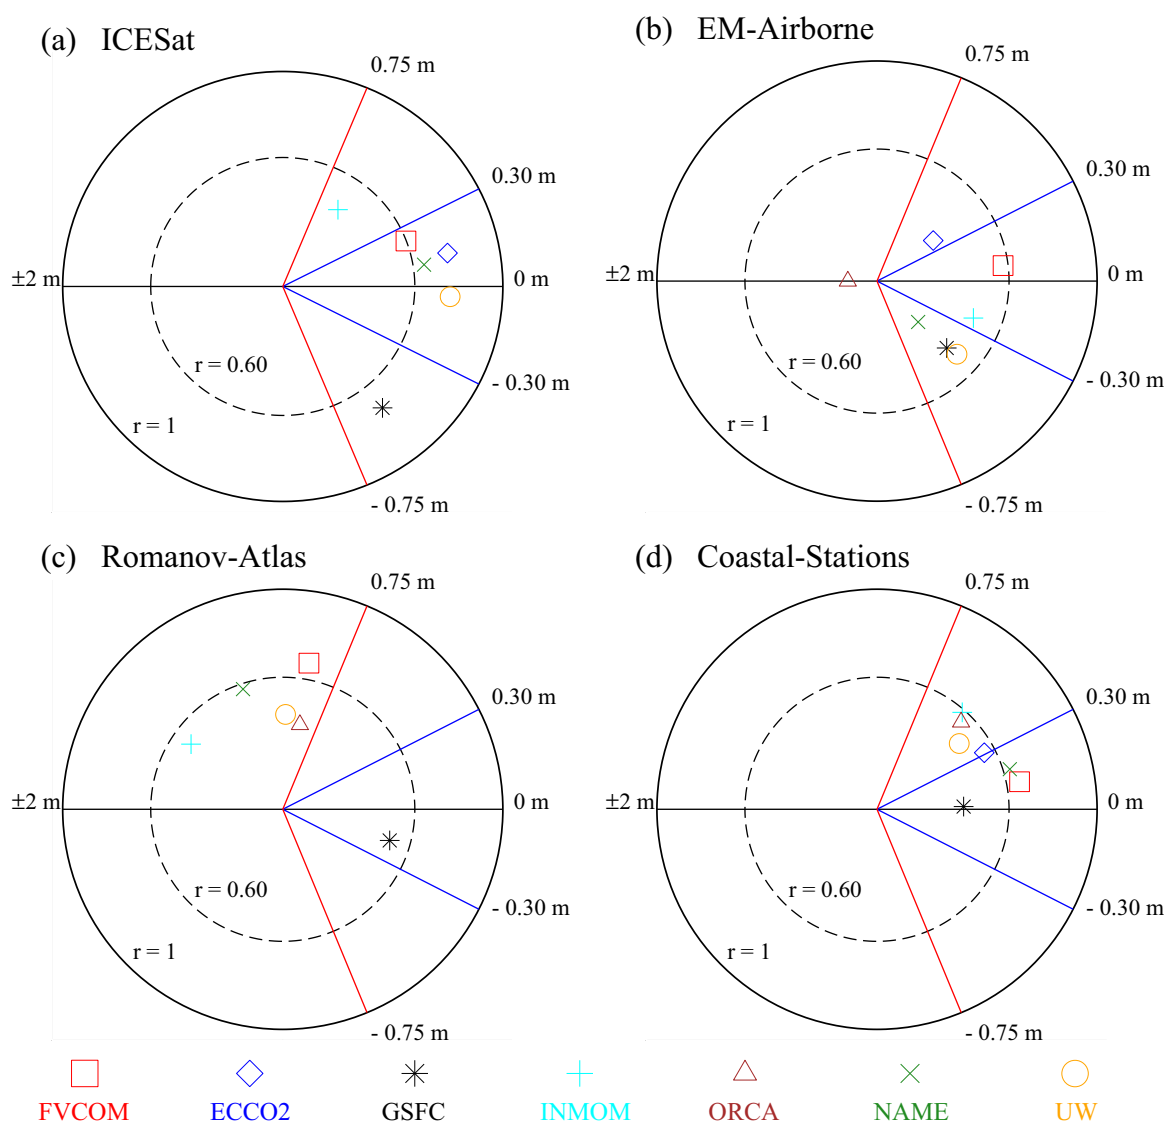 (a) ICESat
(b) EM-Airborne
0.75 m
0.75 m
0.30 m
0.30 m
±2 m
0 m
±2 m
0 m
r = 0.60
r = 0.60
- 0.30 m
- 0.30 m
r = 1
r = 1
- 0.75 m
- 0.75 m
(c) Romanov-Atlas
(d) Coastal-Stations
0.75 m
0.75 m
0.30 m
0.30 m
±2 m
0 m
±2 m
0 m
r = 0.60
r = 0.60
- 0.30 m
- 0.30 m
r = 1
r = 1
- 0.75 m
- 0.75 m
FVCOM ECCO2 GSFC INMOM ORCA NAME UW